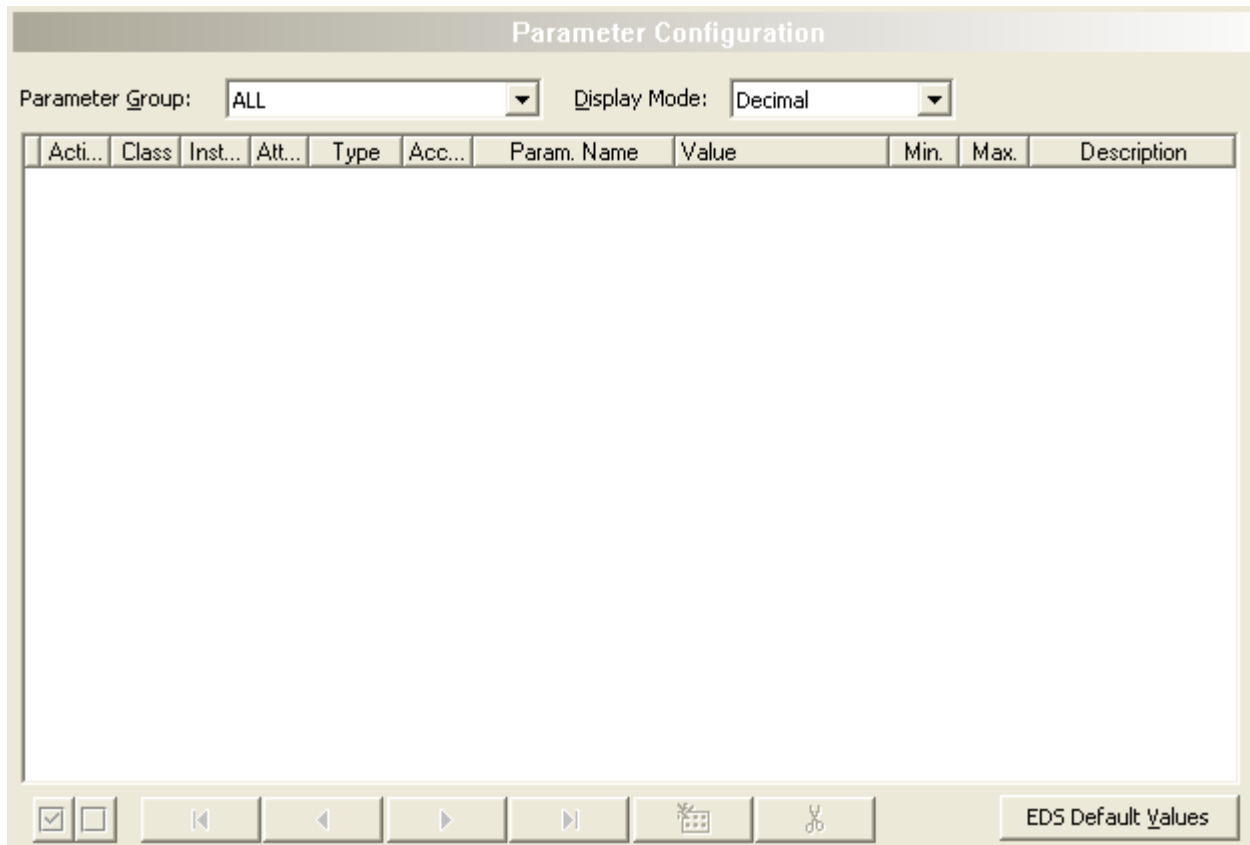 Parameter Configuration
Parameter Group: ALL Display Mode: Decimal
Acti... Class Inst... Att... Type Acc... Param. Name Value Min. Max. Description
EDS Default Values